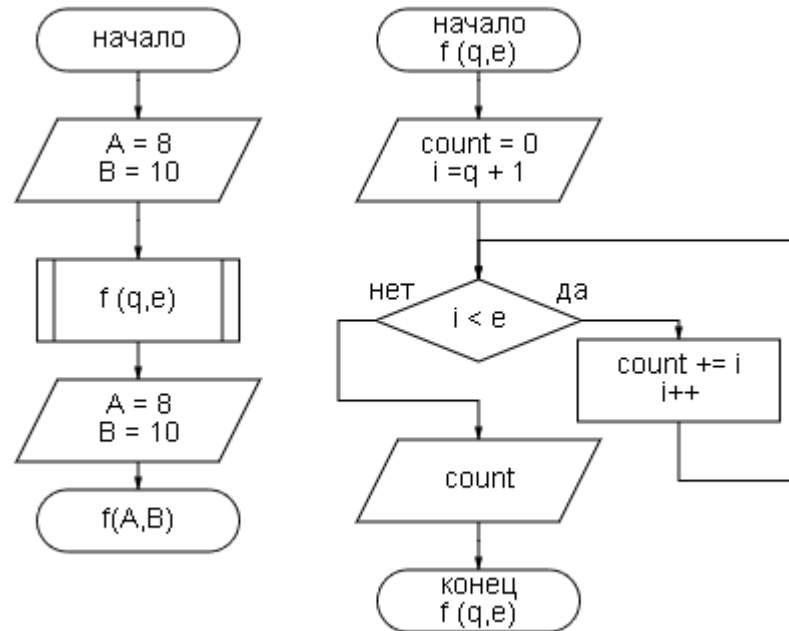 начало
A = 8
B = 10
f (q,e)
A = 8
B = 10
f(A,B)
начало
f (q,e)
count = 0
i =q + 1
нет
да
i < e
count += i
i++
count
конец
f (q,e)